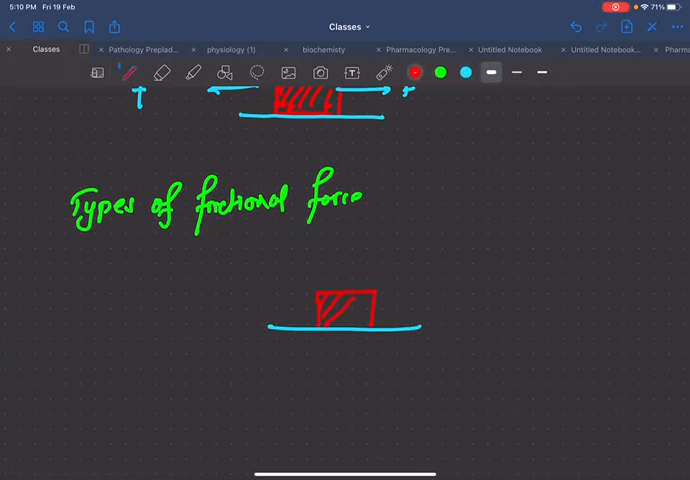 5:10 PM Fri 19 Feb
71%
Classes
Classes
Pathology Preplad...
physiology (1)
biochemisty
Pharmacology Pre...
Untitled Notebook
Untitled Notebook...
Pharma
T
Types of frictional force